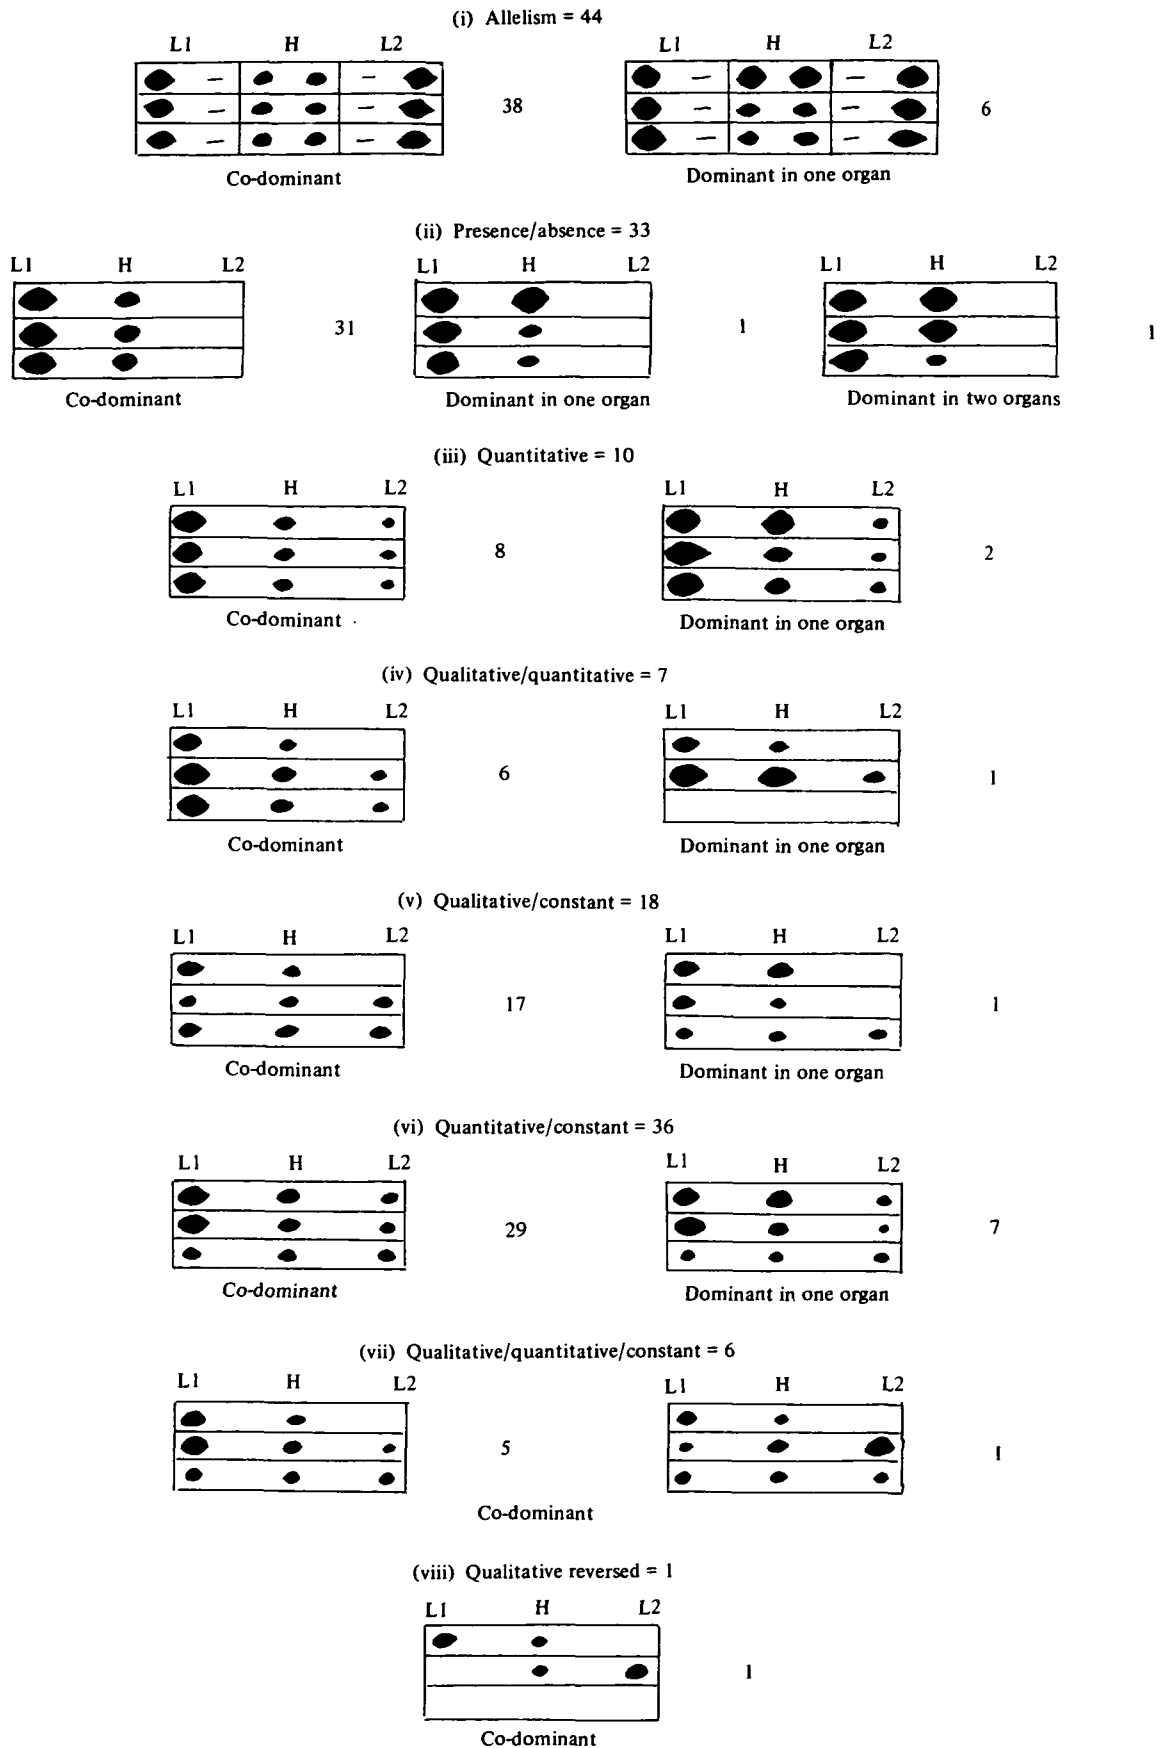 (i) Allelism = 44
L1 H L2 L1 H L2
38 6
Co-dominant Dominant in one organ
(ii) Presence/absence = 33
L1 H L2 L1 H L2 L1 H L2
31 1 1
Co-dominant Dominant in one organ Dominant in two organs
(iii) Quantitative = 10
L1 H L2 L1 H L2
8 2
Co-dominant Dominant in one organ
(iv) Qualitative/quantitative = 7
L1 H L2 L1 H L2
6 1
Co-dominant Dominant in one organ
(v) Qualitative/constant = 18
L1 H L2 L1 H L2
17 1
Co-dominant Dominant in one organ
(vi) Quantitative/constant = 36
L1 H L2 L1 H L2
29 7
Co-dominant Dominant in one organ
(vii) Qualitative/quantitative/constant = 6
L1 H L2 L1 H L2
5 1
Co-dominant
(viii) Qualitative reversed = 1
L1 H L2
1
Co-dominant